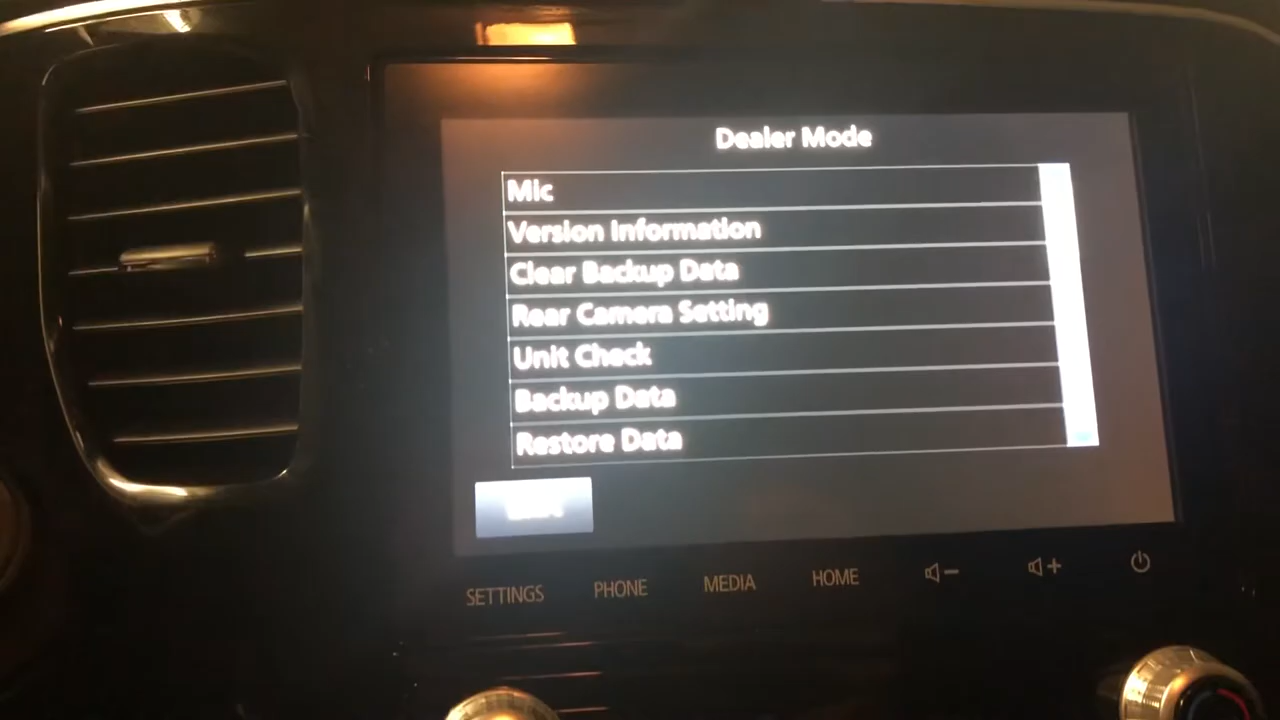 Dealer Mode
Mic
Version Information
Clear Backup Data
Rear Camera Setting
Unit Check
Backup Data
Restore Data
SETTINGS PHONE MEDIA HOME